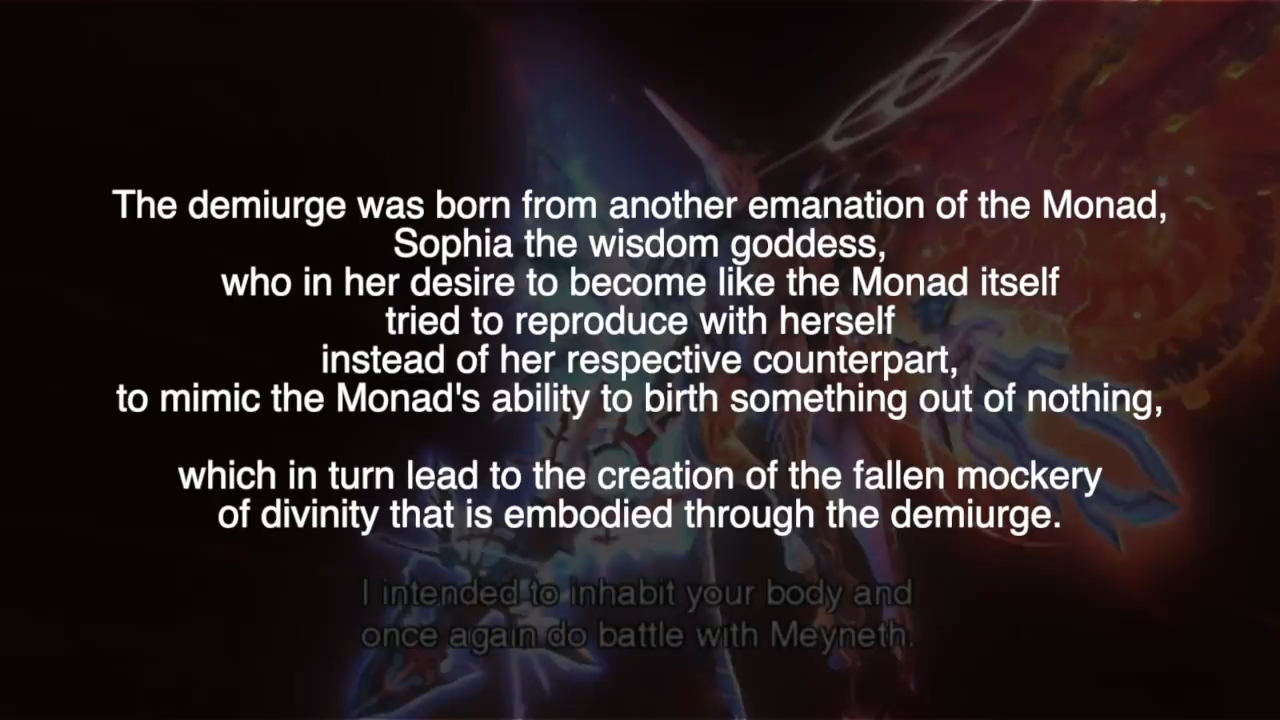 The demiurge was born from another emanation of the Monad,
Sophia the wisdom goddess,
who in her desire to become like the Monad itself
tried to reproduce with herself
instead of her respective counterpart,
to mimic the Monad's ability to birth something out of nothing,
which in turn lead to the creation of the fallen mockery
of divinity that is embodied through the demiurge.
I intended to inhabit your body and
once again do battle with Meyneth.